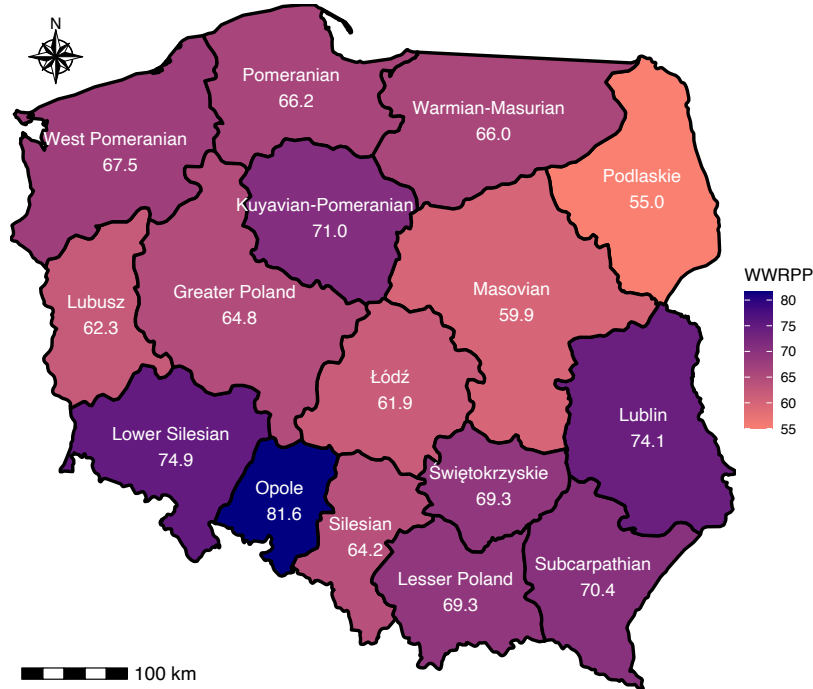 N
Pomeranian
66.2
Warmian-Masurian
66.0
West Pomeranian
67.5
Podlaskie
55.0
Kuyavian-Pomeranian
71.0
Lubusz
62.3
Greater Poland
64.8
Masovian
59.9
Łódź
61.9
Lower Silesian
74.9
Lublin
74.1
Opole
81.6
Silesian
64.2
Świętokrzyskie
69.3
Lesser Poland
69.3
Subcarpathian
70.4
WWRPP
80
75
70
65
60
55
100 km